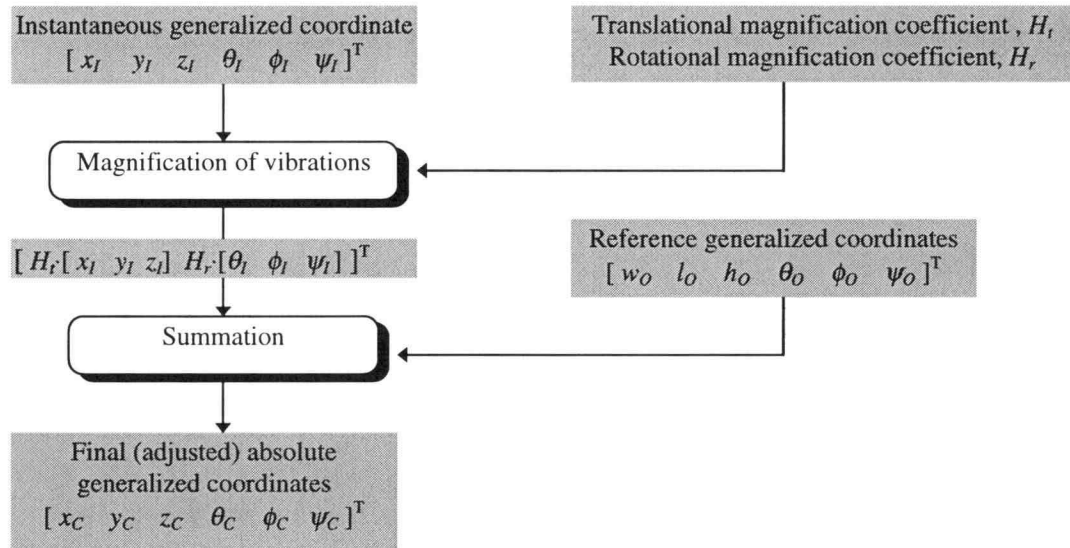 Instantaneous generalized coordinate
[ x_I y_I z_I θ_I ϕ_I ψ_I ]^T
Translational magnification coefficient , H_t
Rotational magnification coefficient, H_r
Magnification of vibrations
[ H_t·[ x_I y_I z_I] H_r·[θ_I ϕ_I ψ_I] ]^T
Reference generalized coordinates
[ w_O l_O h_O θ_O ϕ_O ψ_O ]^T
Summation
Final (adjusted) absolute
generalized coordinates
[ x_C y_C z_C θ_C ϕ_C ψ_C ]^T